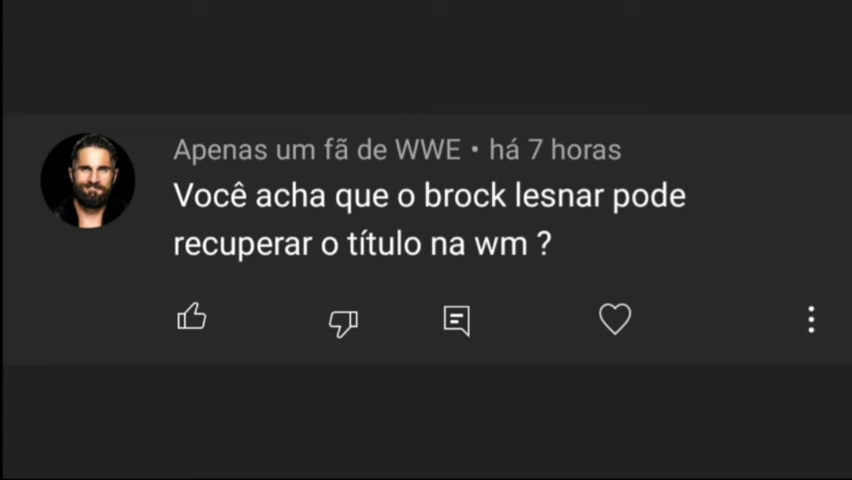 Apenas um fã de WWE • há 7 horas
Você acha que o brock lesnar pode
recuperar o título na wm ?